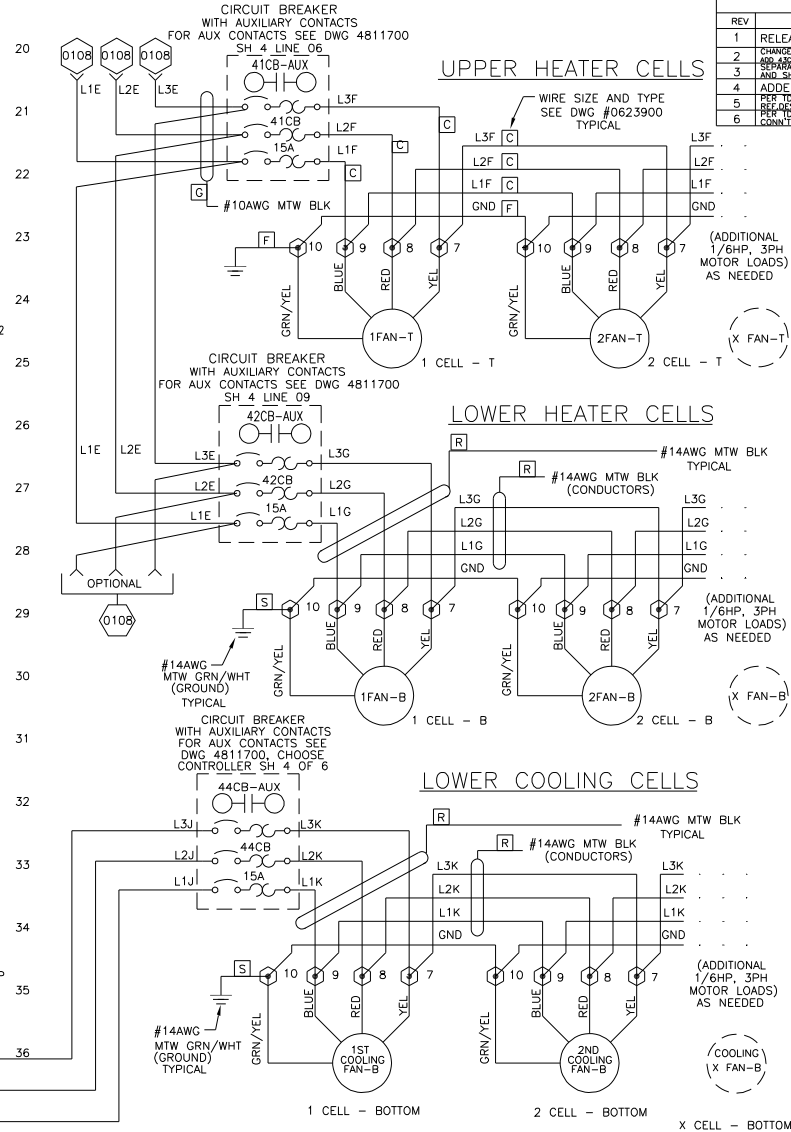 REV
1 RELEA
2 CHANGE
ADD 43C
3 SEPARA
AND SH
4 ADDE
5 PER TD
REF.DES
6 PER TD
CONN'T
20
21
22
23
24
25
26
27
28
29
30
31
32
33
34
35
36
CIRCUIT BREAKER
WITH AUXILIARY CONTACTS
FOR AUX CONTACTS SEE DWG 4811700
SH 4 LINE 06
0108 0108 0108
L1E L2E L3E
41CB-AUX
41CB
15A
L3F
L2F
L1F
G
#10AWG MTW BLK
C
C
C
UPPER HEATER CELLS
WIRE SIZE AND TYPE
SEE DWG #0623900
TYPICAL
L3F C L3F
L2F C L2F
L1F C L1F
GND F GND
F
10 9 8 7 10 9 8 7
(ADDITIONAL
1/6HP, 3PH
MOTOR LOADS)
AS NEEDED
GRN/YEL BLUE RED YEL GRN/YEL BLUE RED YEL
1FAN-T 2FAN-T X FAN-T
1 CELL - T 2 CELL - T
CIRCUIT BREAKER
WITH AUXILIARY CONTACTS
FOR AUX CONTACTS SEE DWG 4811700
SH 4 LINE 09
42CB-AUX
L1E L2E
L3E L3G
L2E 42CB L2G
L1E 15A L1G
OPTIONAL
0108
LOWER HEATER CELLS
R
#14AWG MTW BLK
TYPICAL
R
#14AWG MTW BLK
(CONDUCTORS)
L3G L3G
L2G L2G
L1G L1G
GND GND
S
10 9 8 7 10 9 8 7
(ADDITIONAL
1/6HP, 3PH
MOTOR LOADS)
AS NEEDED
#14AWG
MTW GRN/WHT
(GROUND)
TYPICAL
GRN/YEL BLUE RED YEL GRN/YEL BLUE RED YEL
1FAN-B 2FAN-B X FAN-B
1 CELL - B 2 CELL - B
CIRCUIT BREAKER
WITH AUXILIARY CONTACTS
FOR AUX CONTACTS SEE
DWG 4811700, CHOOSE
CONTROLLER SH 4 OF 6
44CB-AUX
L3J L3K
L2J 44CB L2K
L1J 15A L1K
LOWER COOLING CELLS
R
#14AWG MTW BLK
TYPICAL
R
#14AWG MTW BLK
(CONDUCTORS)
L3K L3K
L2K L2K
L1K L1K
GND GND
S
10 9 8 7 10 9 8 7
(ADDITIONAL
1/6HP, 3PH
MOTOR LOADS)
AS NEEDED
#14AWG
MTW GRN/WHT
(GROUND)
TYPICAL
GRN/YEL BLUE RED YEL GRN/YEL BLUE RED YEL
1ST
COOLING
FAN-B
2ND
COOLING
FAN-B
COOLING
X FAN-B
1 CELL - BOTTOM 2 CELL - BOTTOM
X CELL - BOTTOM